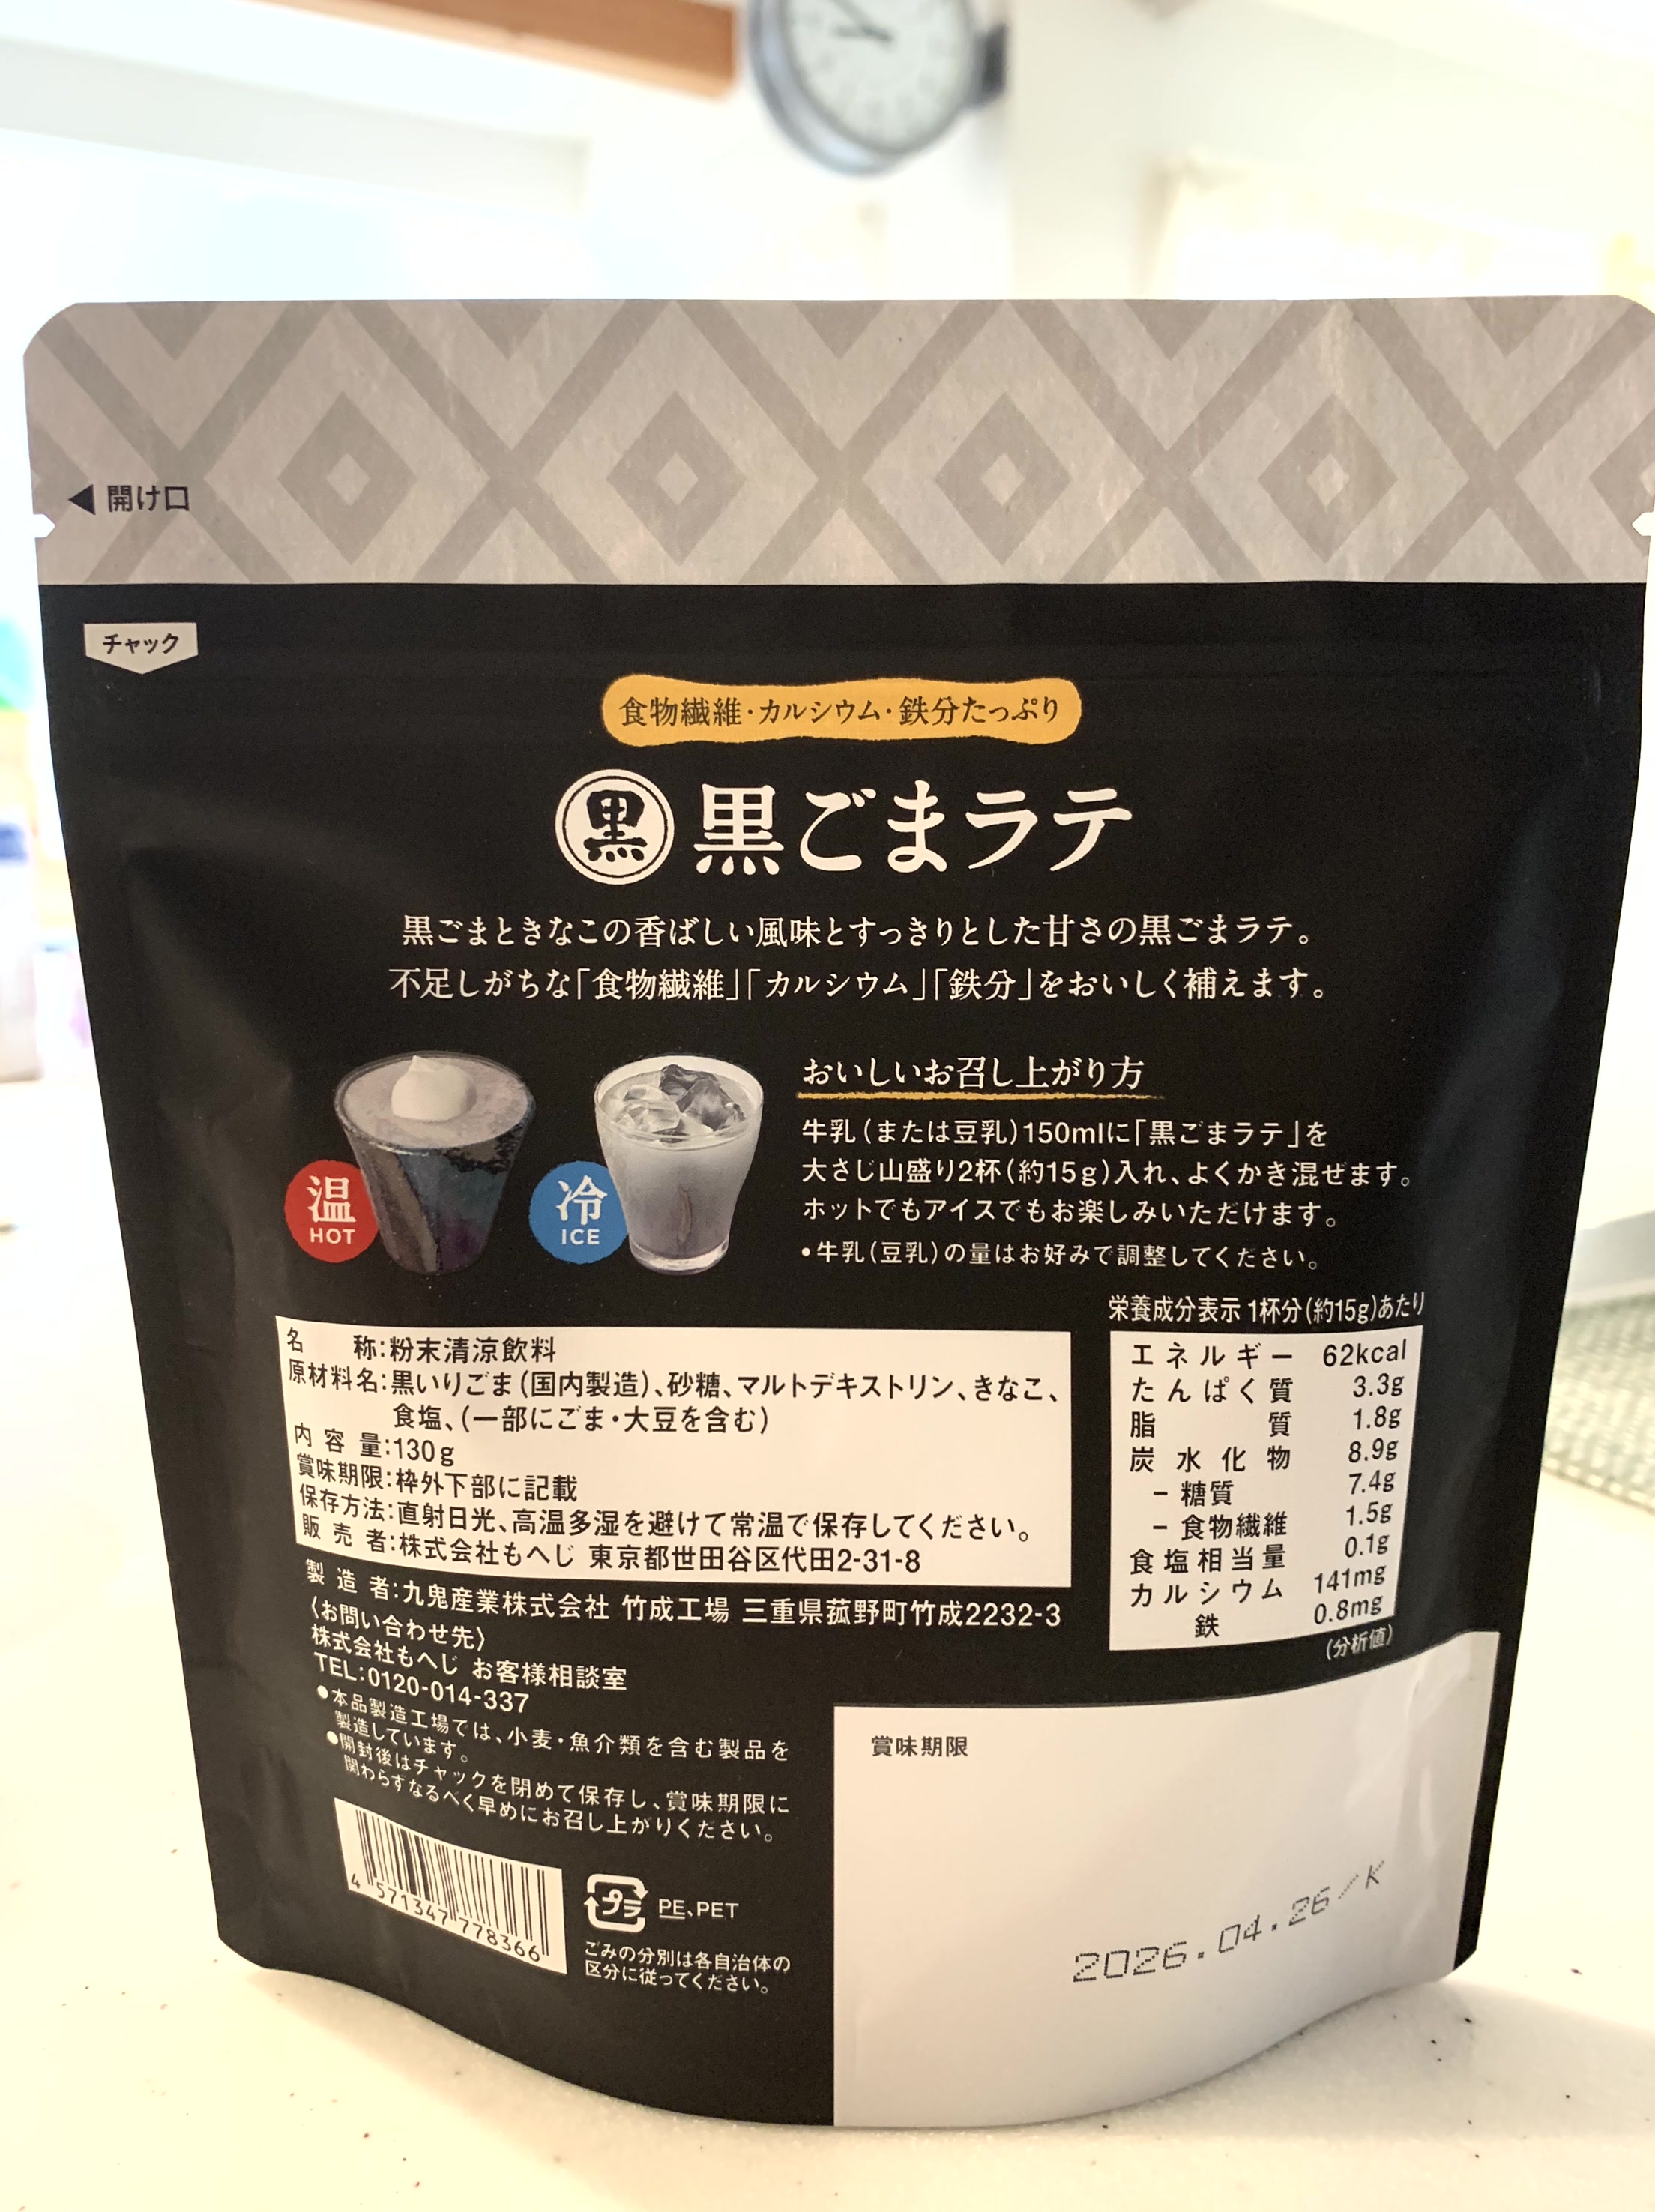 ◀開け口
チャック
食物繊維・カルシウム・鉄分たっぷり
黒 黒ごまラテ
黒ごまときなこの香ばしい風味とすっきりとした甘さの黒ごまラテ。
不足しがちな「食物繊維」「カルシウム」「鉄分」をおいしく補えます。
温
HOT
冷
ICE
おいしいお召し上がり方
牛乳(または豆乳)150mlに「黒ごまラテ」を
大さじ山盛り2杯(約15g)入れ、よくかき混ぜます。
ホットでもアイスでもお楽しみいただけます。
•牛乳(豆乳)の量はお好みで調整してください。
名称:粉末清涼飲料
原材料名:黒いりごま(国内製造)、砂糖、マルトデキストリン、きなこ、
食塩、(一部にごま・大豆を含む)
内容量:130g
賞味期限:枠外下部に記載
保存方法:直射日光、高温多湿を避けて常温で保存してください。
販売者:株式会社もへじ 東京都世田谷区代田2-31-8
製造者:九鬼産業株式会社 竹成工場 三重県菰野町竹成2232-3
〈お問い合わせ先〉
株式会社もへじ お客様相談室
TEL:0120-014-337
●本品製造工場では、小麦・魚介類を含む製品を
製造しています。
●開封後はチャックを閉めて保存し、賞味期限に
関わらずなるべく早めにお召し上がりください。
栄養成分表示 1杯分(約15g)あたり
エネルギー 62kcal
たんぱく質 3.3g
脂質 1.8g
炭水化物 8.9g
－糖質 7.4g
－食物繊維 1.5g
食塩相当量 0.1g
カルシウム 141mg
鉄 0.8mg
(分析値)
4 571347 778366
プラ PE、PET
ごみの分別は各自治体の
区分に従ってください。
賞味期限
2026.04.26/K